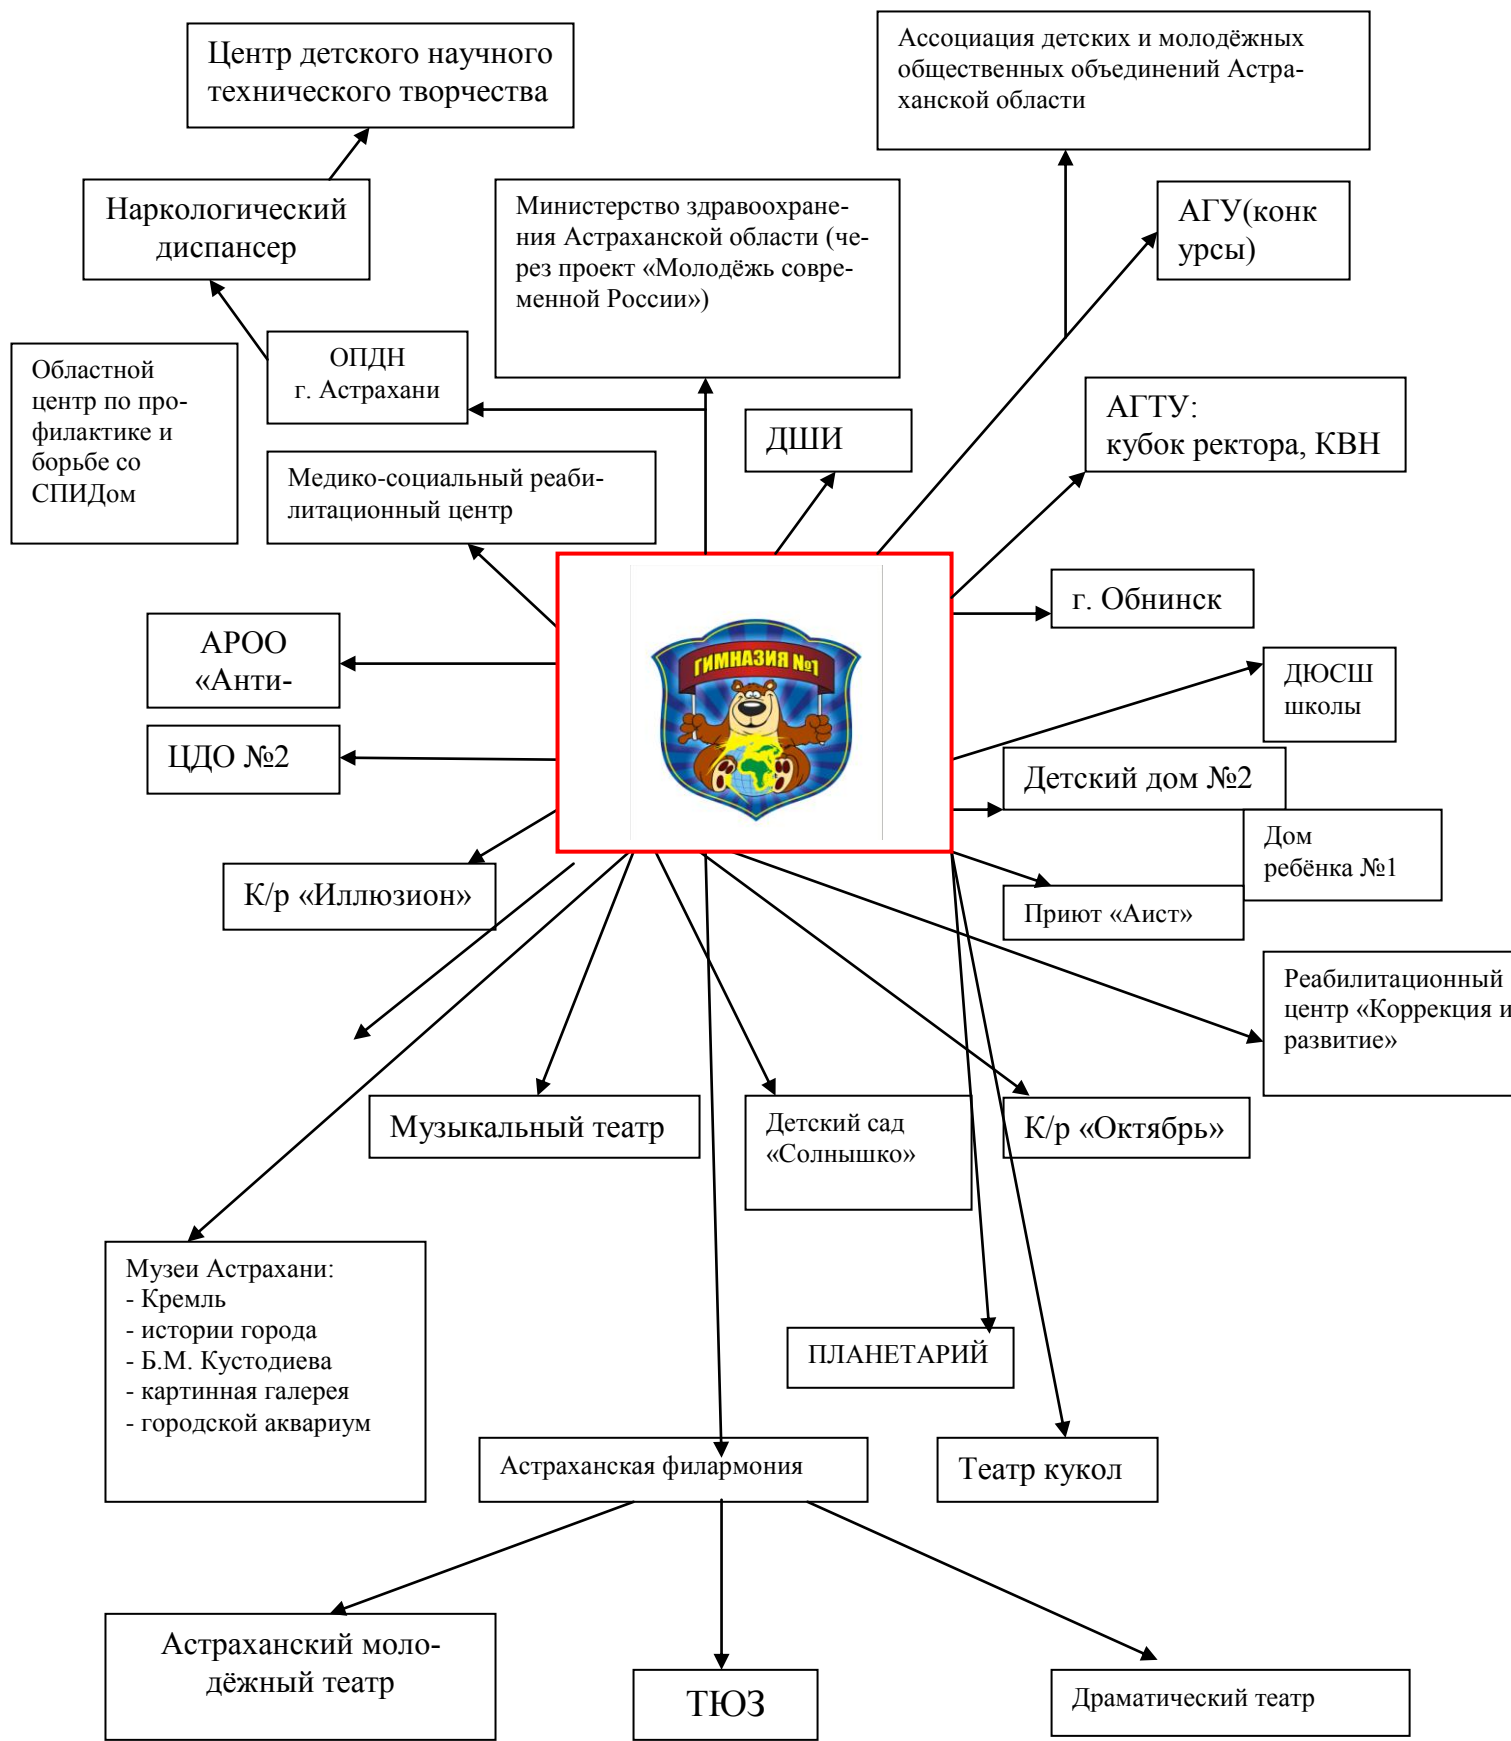 Центр детского научного
технического творчества
Ассоциация детских и молодёжных
общественных объединений Астра-
ханской области
Наркологический
диспансер
Министерство здравоохране-
ния Астраханской области (че-
рез проект «Молодёжь совре-
менной России»)
АГУ(конк
урсы)
ОПДН
г. Астрахани
Областной
центр по про-
филактике и
борьбе со
СПИДом
АГТУ:
кубок ректора, КВН
ДШИ
Медико-социальный реаби-
литационный центр
г. Обнинск
АРОО
«Анти-
ГИМНАЗИЯ №1
ДЮСШ
школы
ЦДО №2
Детский дом №2
Дом
ребёнка №1
К/р «Иллюзион»
Приют «Аист»
Реабилитационный
центр «Коррекция и
развитие»
Музыкальный театр
Детский сад
«Солнышко»
К/р «Октябрь»
Музеи Астрахани:
- Кремль
- истории города
- Б.М. Кустодиева
- картинная галерея
- городской аквариум
ПЛАНЕТАРИЙ
Астраханская филармония
Театр кукол
Астраханский моло-
дёжный театр
ТЮЗ
Драматический театр